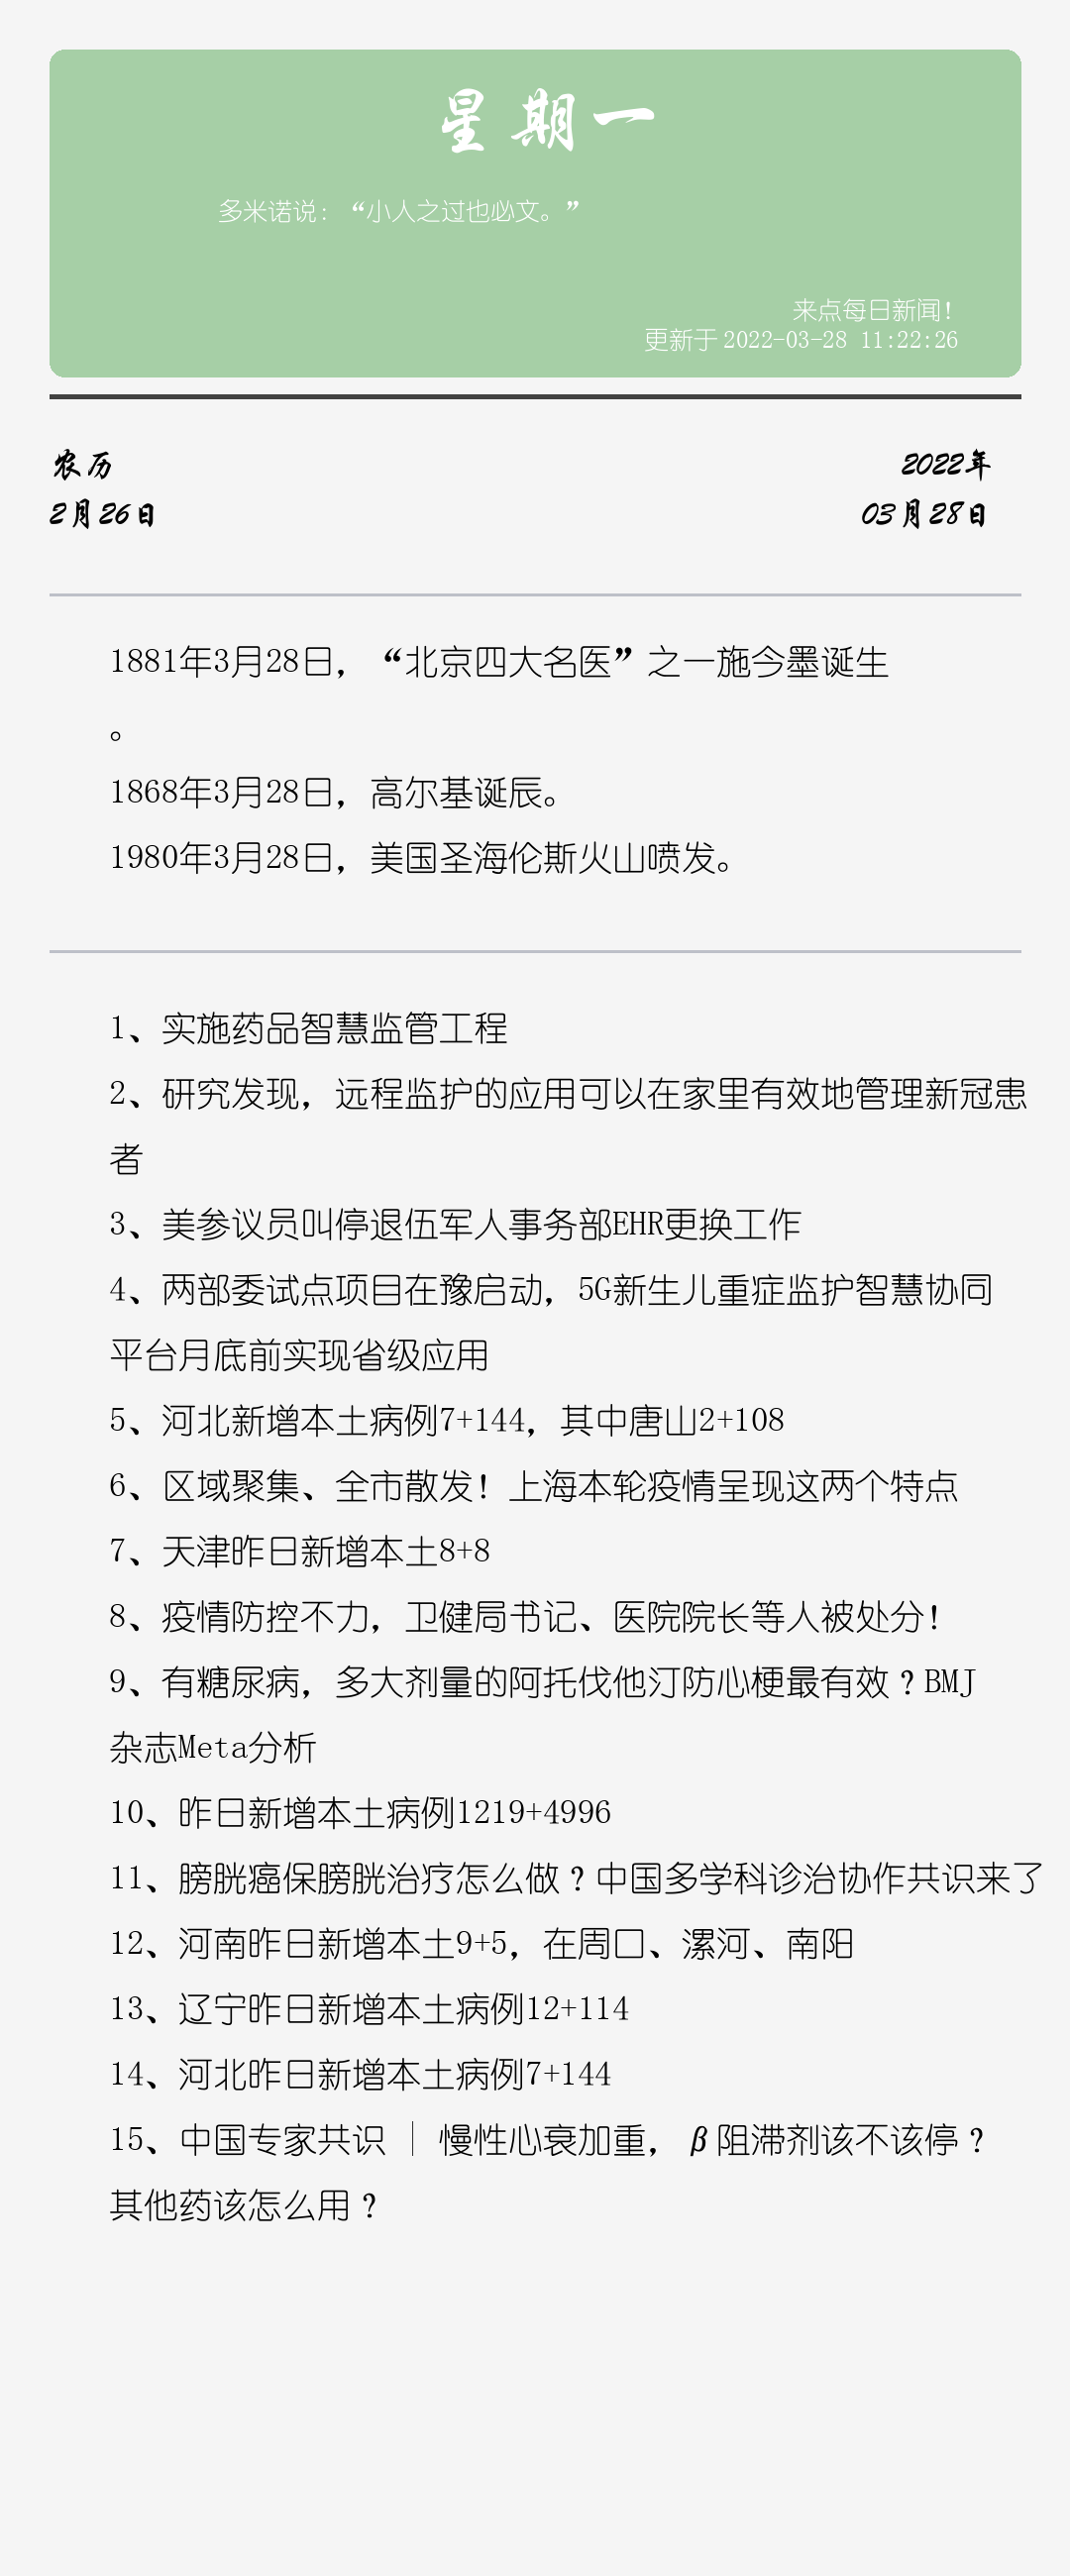 星期一
多米诺说：“小人之过也必文。”
来点每日新闻！
更新于 2022-03-28 11:22:26
农历
2月26日
2022年
03月28日
1881年3月28日，“北京四大名医”之一施今墨诞生
。
1868年3月28日，高尔基诞辰。
1980年3月28日，美国圣海伦斯火山喷发。
1、实施药品智慧监管工程
2、研究发现，远程监护的应用可以在家里有效地管理新冠患
者
3、美参议员叫停退伍军人事务部EHR更换工作
4、两部委试点项目在豫启动，5G新生儿重症监护智慧协同
平台月底前实现省级应用
5、河北新增本土病例7+144，其中唐山2+108
6、区域聚集、全市散发！上海本轮疫情呈现这两个特点
7、天津昨日新增本土8+8
8、疫情防控不力，卫健局书记、医院院长等人被处分！
9、有糖尿病，多大剂量的阿托伐他汀防心梗最有效？BMJ
杂志Meta分析
10、昨日新增本土病例1219+4996
11、膀胱癌保膀胱治疗怎么做？中国多学科诊治协作共识来了
12、河南昨日新增本土9+5，在周口、漯河、南阳
13、辽宁昨日新增本土病例12+114
14、河北昨日新增本土病例7+144
15、中国专家共识 | 慢性心衰加重，β阻滞剂该不该停？
其他药该怎么用？